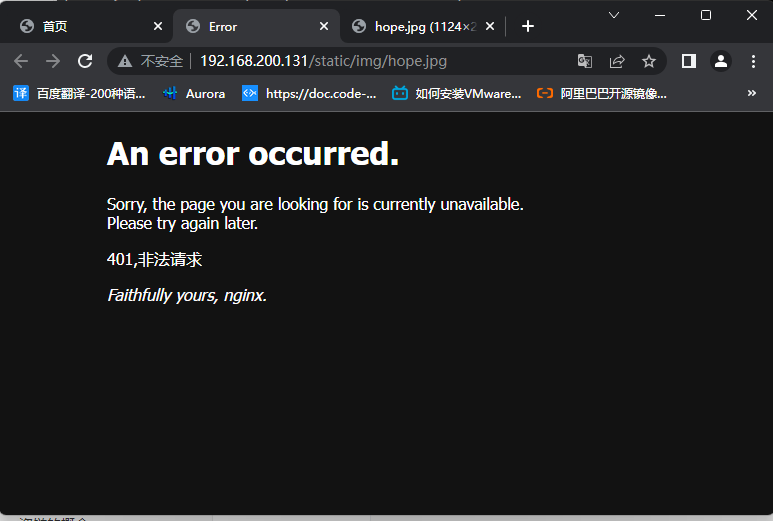 首页
Error
hope.jpg (1124×2
不安全 | 192.168.200.131/static/img/hope.jpg
译 百度翻译-200种语... Aurora https://doc.code-... 如何安装VMware... 阿里巴巴开源镜像... »
An error occurred.
Sorry, the page you are looking for is currently unavailable.
Please try again later.
401,非法请求
Faithfully yours, nginx.